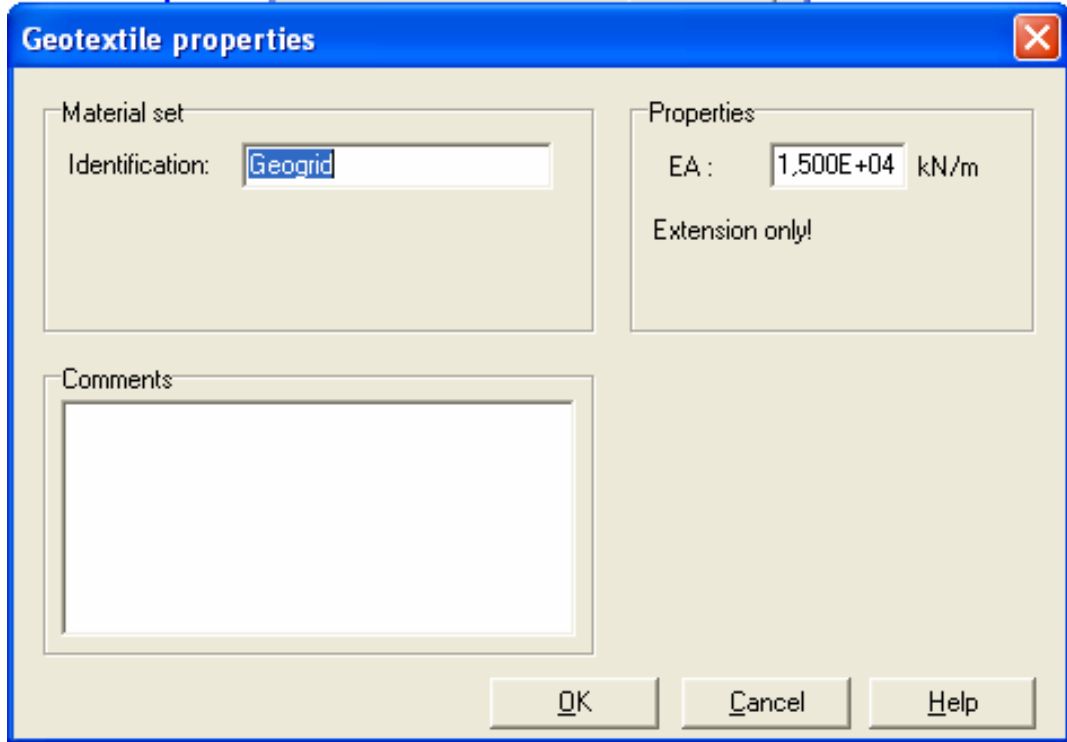 Geotextile properties
Material set
Identification: Geogrid
Properties
EA : 1,500E+04 kN/m
Extension only!
Comments
OK Cancel Help